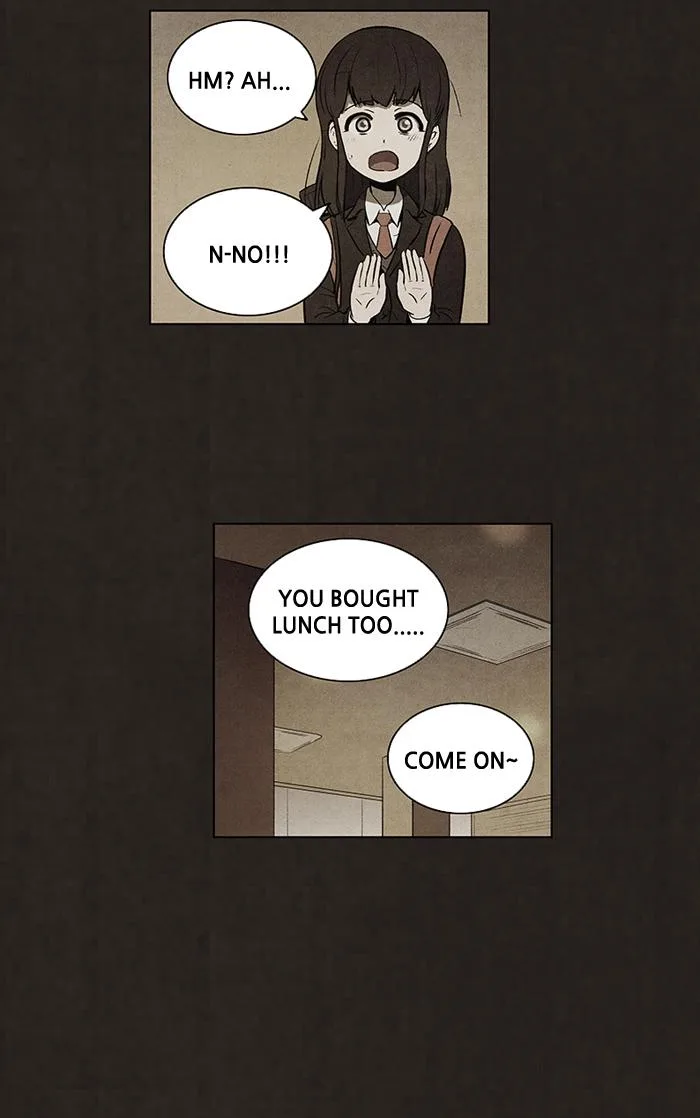 HM? AH...
N-NO!!!
YOU BOUGHT
LUNCH TOO.....
COME ON~